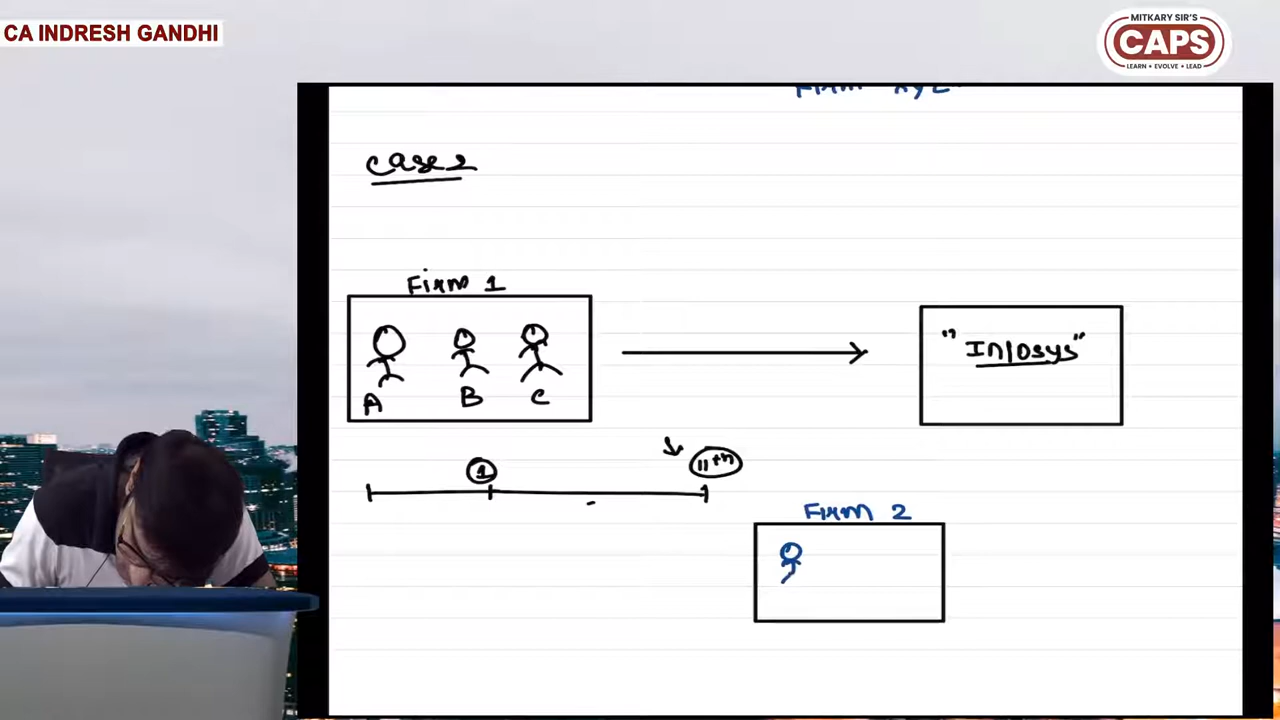 CA INDRESH GANDHI
MITKARY SIR'S
CAPS
LEARN • EVOLVE • LEAD
Case 2
Firm 1
A B C
"Infosys"
1
11th
Firm 2